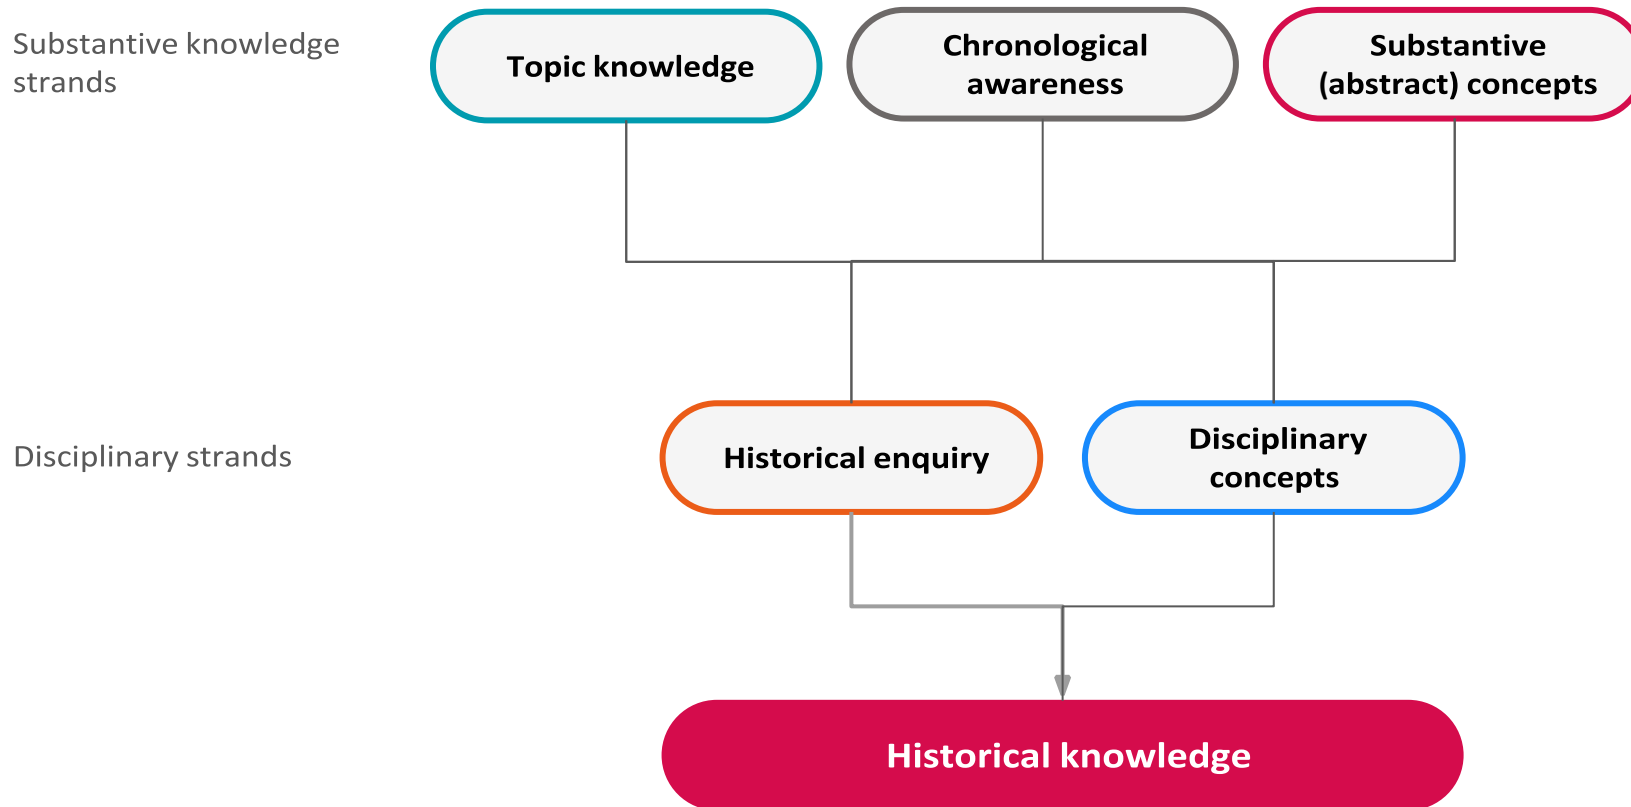 Substantive knowledge
strands
Topic knowledge
Chronological
awareness
Substantive
(abstract) concepts
Disciplinary strands
Historical enquiry
Disciplinary
concepts
Historical knowledge